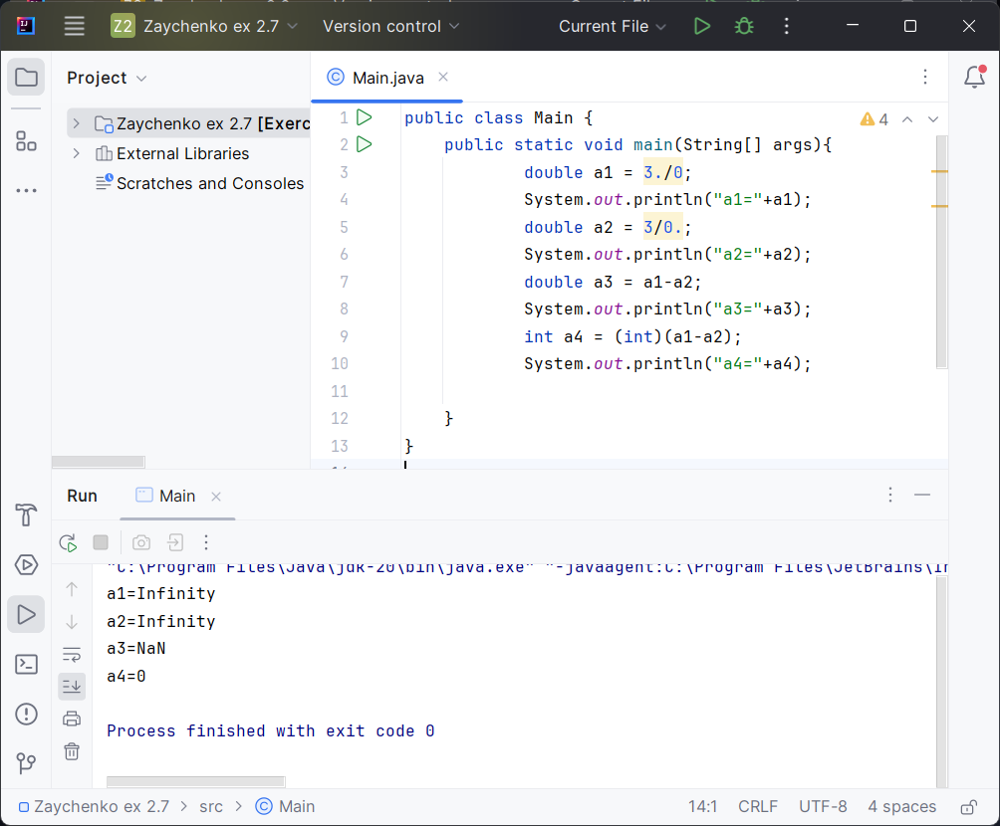 Z2 Zaychenko ex 2.7 Version control Current File
Project
Main.java
Zaychenko ex 2.7 [Exerc
External Libraries
Scratches and Consoles
4
1 public class Main {
2 public static void main(String[] args){
3 double a1 = 3./0;
4 System.out.println("a1="+a1);
5 double a2 = 3/0.;
6 System.out.println("a2="+a2);
7 double a3 = a1-a2;
8 System.out.println("a3="+a3);
9 int a4 = (int)(a1-a2);
10 System.out.println("a4="+a4);
11
12 }
13 }
14
Run Main
"C:\Program Files\Java\jdk-20\bin\java.exe" "-javaagent:C:\Program Files\JetBrains\In
a1=Infinity
a2=Infinity
a3=NaN
a4=0
Process finished with exit code 0
Zaychenko ex 2.7 > src > Main 14:1 CRLF UTF-8 4 spaces